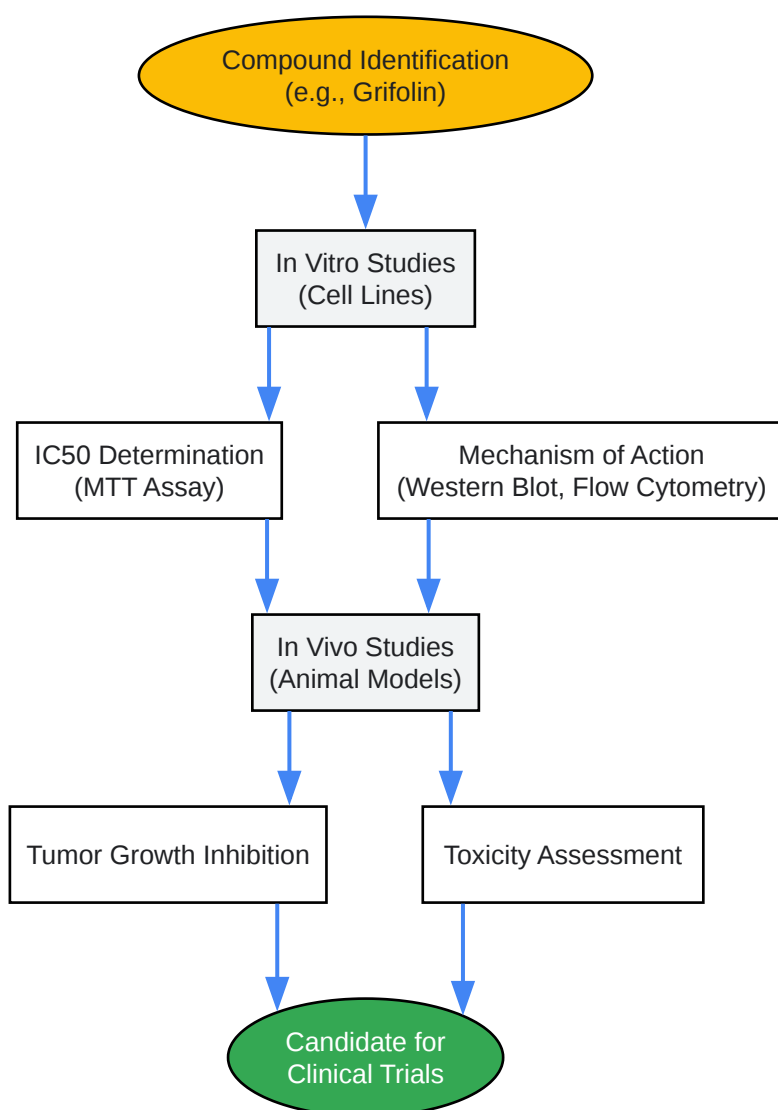 Compound Identification
(e.g., Grifolin)
In Vitro Studies
(Cell Lines)
IC50 Determination
(MTT Assay)
Mechanism of Action
(Western Blot, Flow Cytometry)
In Vivo Studies
(Animal Models)
Tumor Growth Inhibition
Toxicity Assessment
Candidate for
Clinical Trials